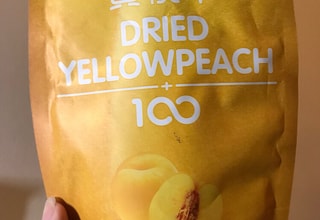 DRIED
YELLOWPEACH
+
100